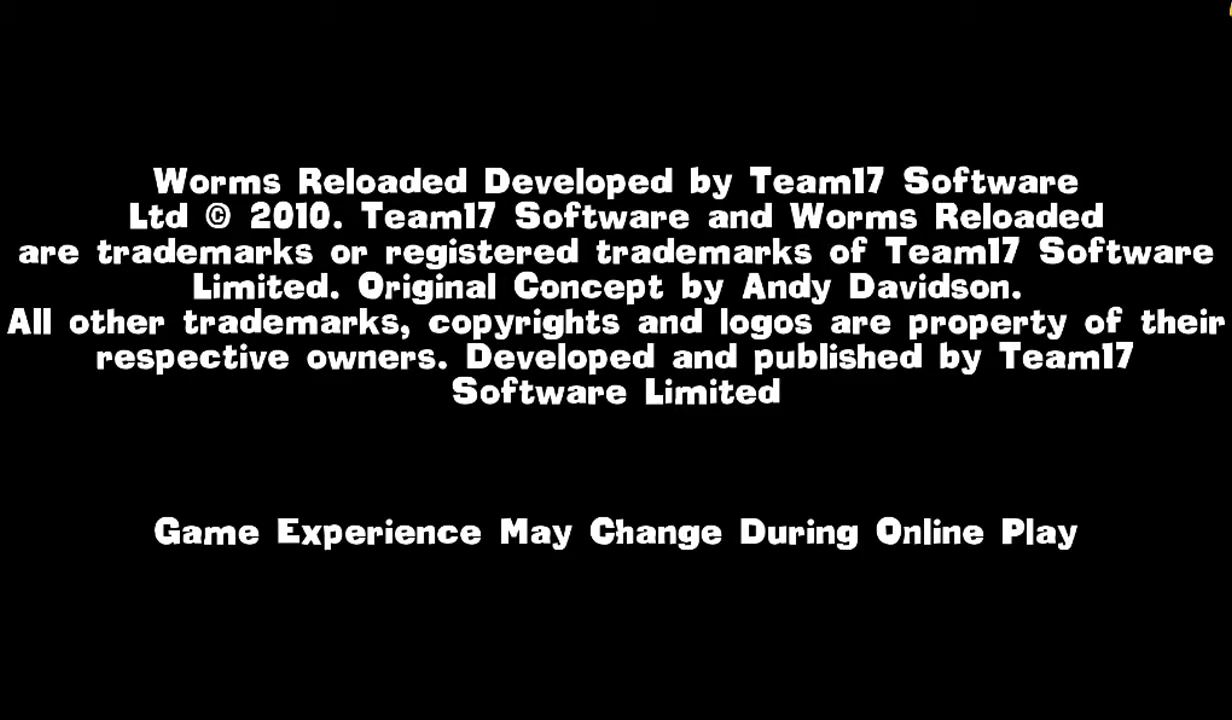 Worms Reloaded Developed by Team17 Software
Ltd © 2010. Team17 Software and Worms Reloaded
are trademarks or registered trademarks of Team17 Software
Limited. Original Concept by Andy Davidson.
All other trademarks, copyrights and logos are property of their
respective owners. Developed and published by Team17
Software Limited
Game Experience May Change During Online Play